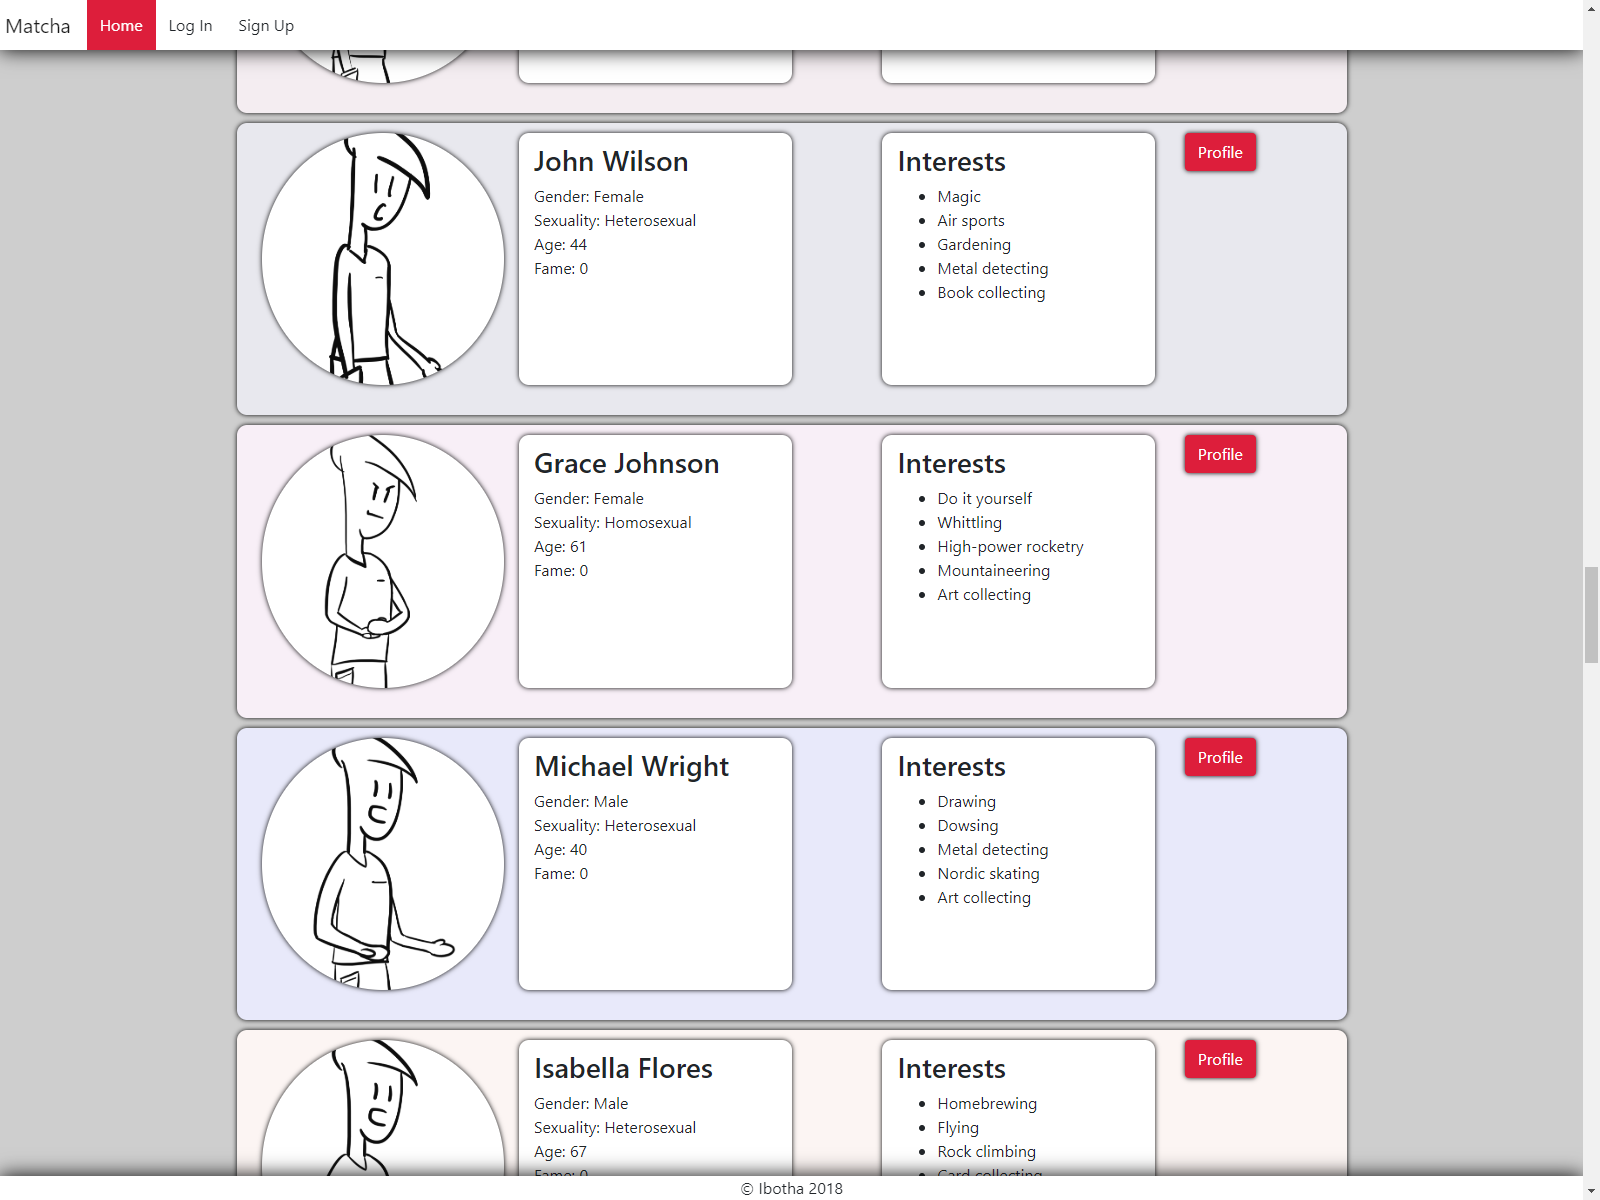 Matcha Home Log In Sign Up
John Wilson
Gender: Female
Sexuality: Heterosexual
Age: 44
Fame: 0
Interests
Magic
Air sports
Gardening
Metal detecting
Book collecting
Profile
Grace Johnson
Gender: Female
Sexuality: Homosexual
Age: 61
Fame: 0
Interests
Do it yourself
Whittling
High-power rocketry
Mountaineering
Art collecting
Profile
Michael Wright
Gender: Male
Sexuality: Heterosexual
Age: 40
Fame: 0
Interests
Drawing
Dowsing
Metal detecting
Nordic skating
Art collecting
Profile
Isabella Flores
Gender: Male
Sexuality: Heterosexual
Age: 67
Fame: 0
Interests
Homebrewing
Flying
Rock climbing
Card collecting
Profile
© Ibotha 2018